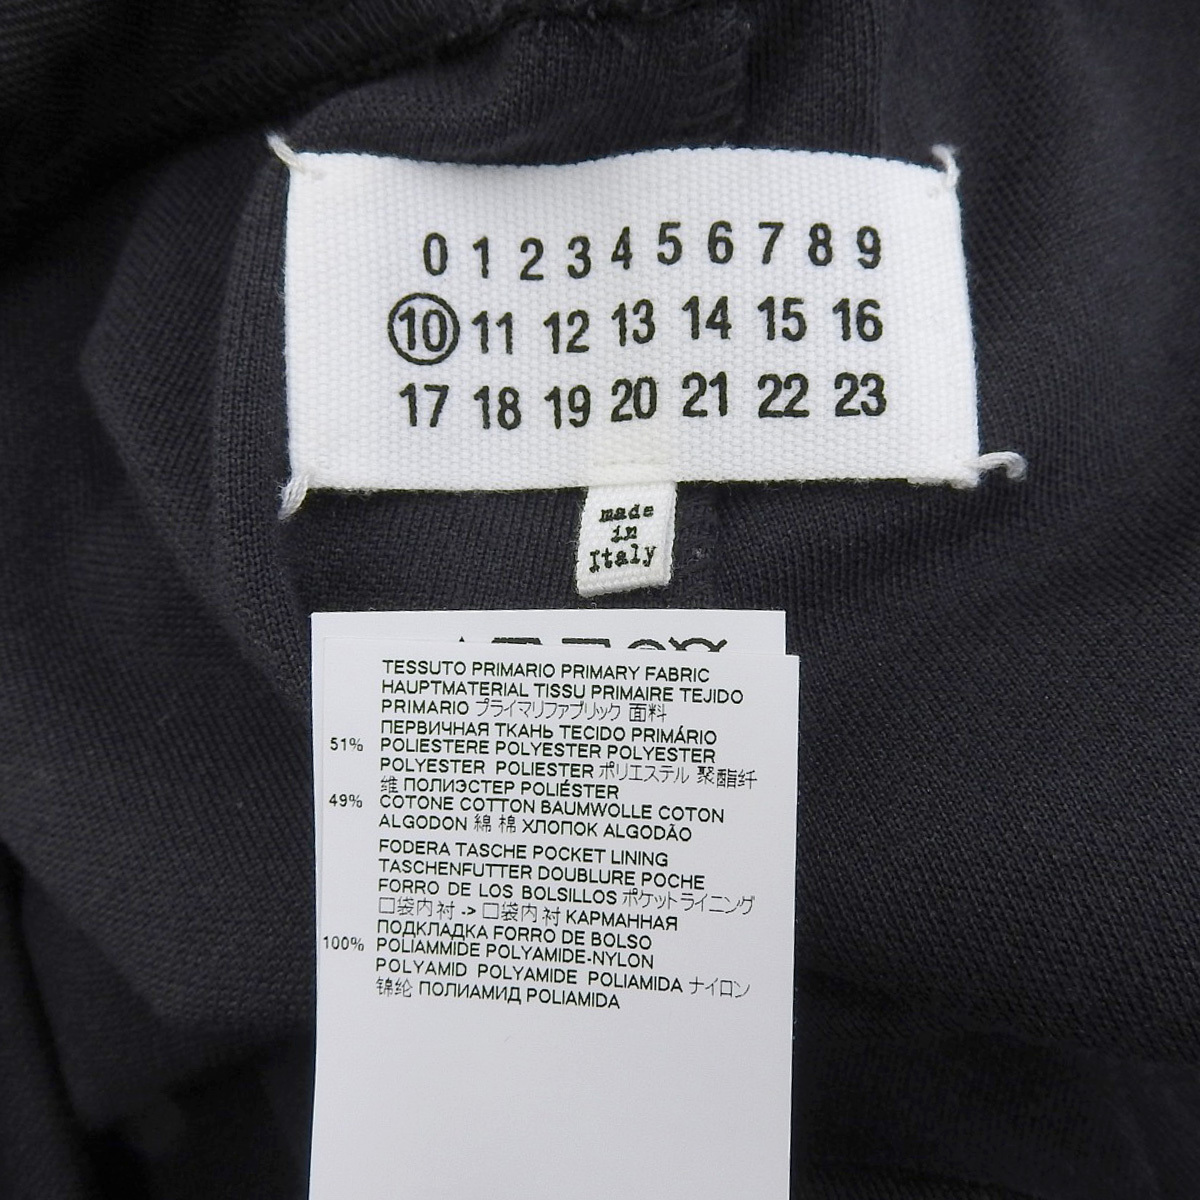 0 1 2 3 4 5 6 7 8 9
10 11 12 13 14 15 16
17 18 19 20 21 22 23
made
in
Italy
TESSUTO PRIMARIO PRIMARY FABRIC
HAUPTMATERIAL TISSU PRIMAIRE TEJIDO
PRIMARIO プライマリファブリック 面料
ПЕРВИЧНАЯ ТКАНЬ TECIDO PRIMÁRIO
51% POLIESTERE POLYESTER POLYESTER
POLYESTER POLIESTER ポリエステル 聚酯纤
维 ПОЛИЭСТЕР POLIÉSTER
49% COTONE COTTON BAUMWOLLE COTON
ALGODON 綿 棉 ХЛОПОК ALGODÃO
FODERA TASCHE POCKET LINING
TASCHENFUTTER DOUBLURE POCHE
FORRO DE LOS BOLSILLOS ポケットライニング
口袋内衬 -> 口袋内衬 КАРМАННАЯ
ПОДКЛАДКА FORRO DE BOLSO
100% POLIAMMIDE POLYAMIDE-NYLON
POLYAMID POLYAMIDE POLIAMIDA ナイロン
锦纶 ПОЛИАМИД POLIAMIDA